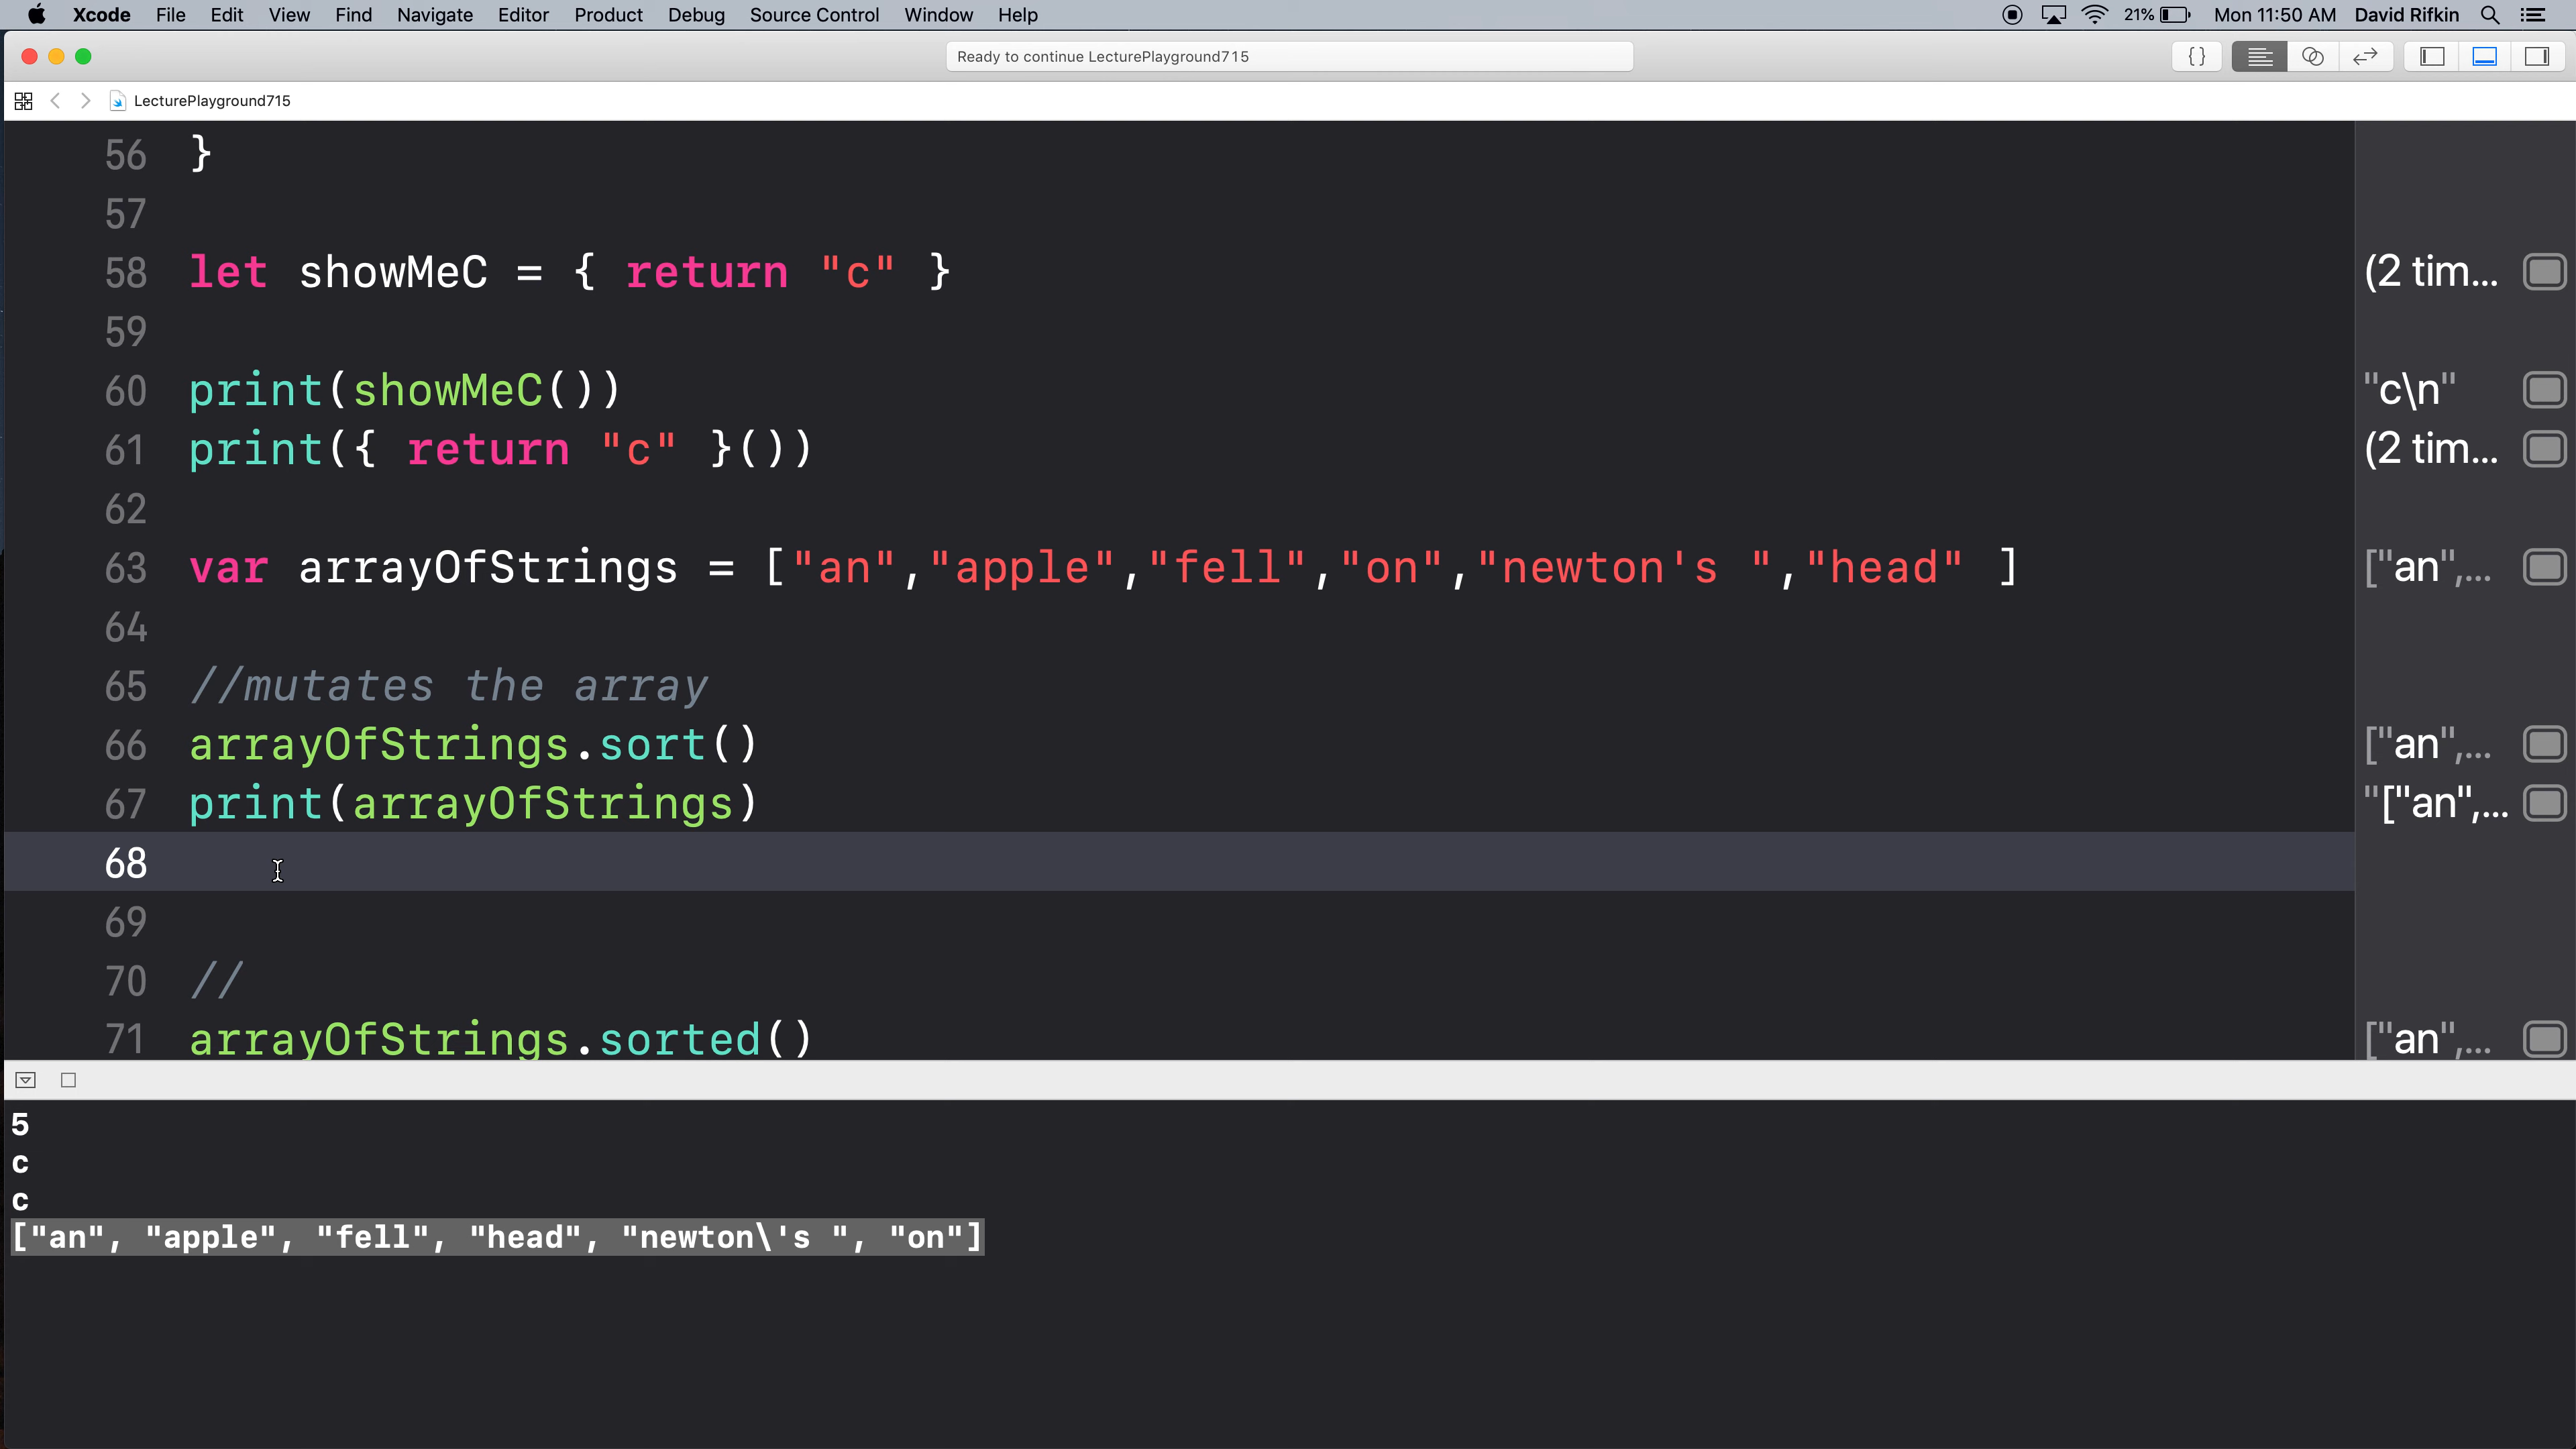 Xcode File Edit View Find Navigate Editor Product Debug Source Control Window Help 21% Mon 11:50 AM David Rifkin
Ready to continue LecturePlayground715 {}
LecturePlayground715
56 }
57
58 let showMeC = { return "c" } (2 tim...
59
60 print(showMeC()) "c\n"
61 print({ return "c" }()) (2 tim...
62
63 var arrayOfStrings = ["an","apple","fell","on","newton's ","head" ] ["an",...
64
65 //mutates the array
66 arrayOfStrings.sort() ["an",...
67 print(arrayOfStrings) "["an",...
68
69
70 //
71 arrayOfStrings.sorted() ["an",...
5
c
c
["an", "apple", "fell", "head", "newton\'s ", "on"]